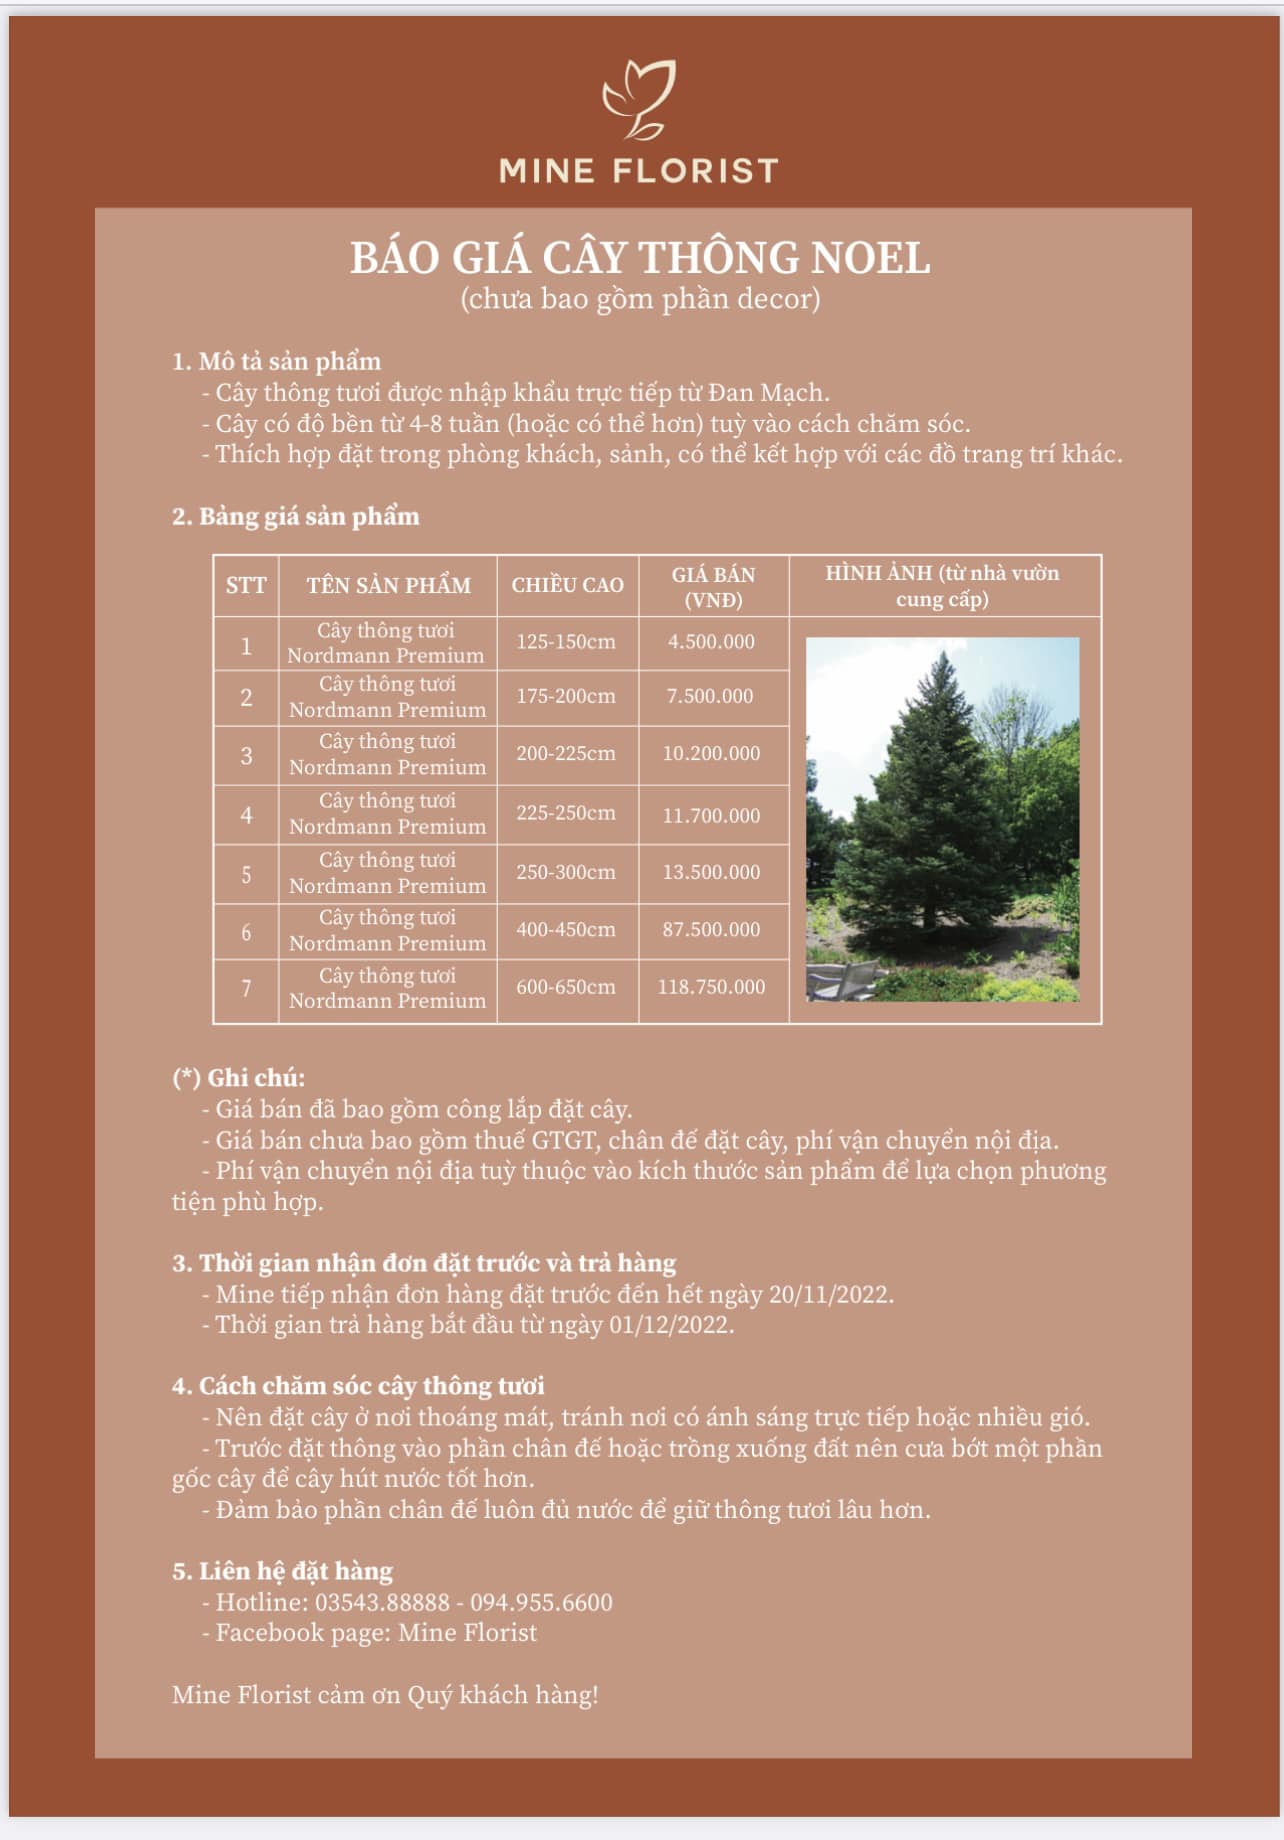 MINE FLORIST
BÁO GIÁ CÂY THÔNG NOEL
(chưa bao gồm phần decor)
1. Mô tả sản phẩm
- Cây thông tươi được nhập khẩu trực tiếp từ Đan Mạch.
- Cây có độ bền từ 4-8 tuần (hoặc có thể hơn) tuỳ vào cách chăm sóc.
- Thích hợp đặt trong phòng khách, sảnh, có thể kết hợp với các đồ trang trí khác.
2. Bảng giá sản phẩm
STT TÊN SẢN PHẨM CHIỀU CAO GIÁ BÁN (VNĐ) HÌNH ẢNH (từ nhà vườn cung cấp)
1 Cây thông tươi Nordmann Premium 125-150cm 4.500.000
2 Cây thông tươi Nordmann Premium 175-200cm 7.500.000
3 Cây thông tươi Nordmann Premium 200-225cm 10.200.000
4 Cây thông tươi Nordmann Premium 225-250cm 11.700.000
5 Cây thông tươi Nordmann Premium 250-300cm 13.500.000
6 Cây thông tươi Nordmann Premium 400-450cm 87.500.000
7 Cây thông tươi Nordmann Premium 600-650cm 118.750.000
(*) Ghi chú:
- Giá bán đã bao gồm công lắp đặt cây.
- Giá bán chưa bao gồm thuế GTGT, chân đế đặt cây, phí vận chuyển nội địa.
- Phí vận chuyển nội địa tuỳ thuộc vào kích thước sản phẩm để lựa chọn phương
tiện phù hợp.
3. Thời gian nhận đơn đặt trước và trả hàng
- Mine tiếp nhận đơn hàng đặt trước đến hết ngày 20/11/2022.
- Thời gian trả hàng bắt đầu từ ngày 01/12/2022.
4. Cách chăm sóc cây thông tươi
- Nên đặt cây ở nơi thoáng mát, tránh nơi có ánh sáng trực tiếp hoặc nhiều gió.
- Trước đặt thông vào phần chân đế hoặc trồng xuống đất nên cưa bớt một phần
gốc cây để cây hút nước tốt hơn.
- Đảm bảo phần chân đế luôn đủ nước để giữ thông tươi lâu hơn.
5. Liên hệ đặt hàng
- Hotline: 03543.88888 - 094.955.6600
- Facebook page: Mine Florist
Mine Florist cảm ơn Quý khách hàng!